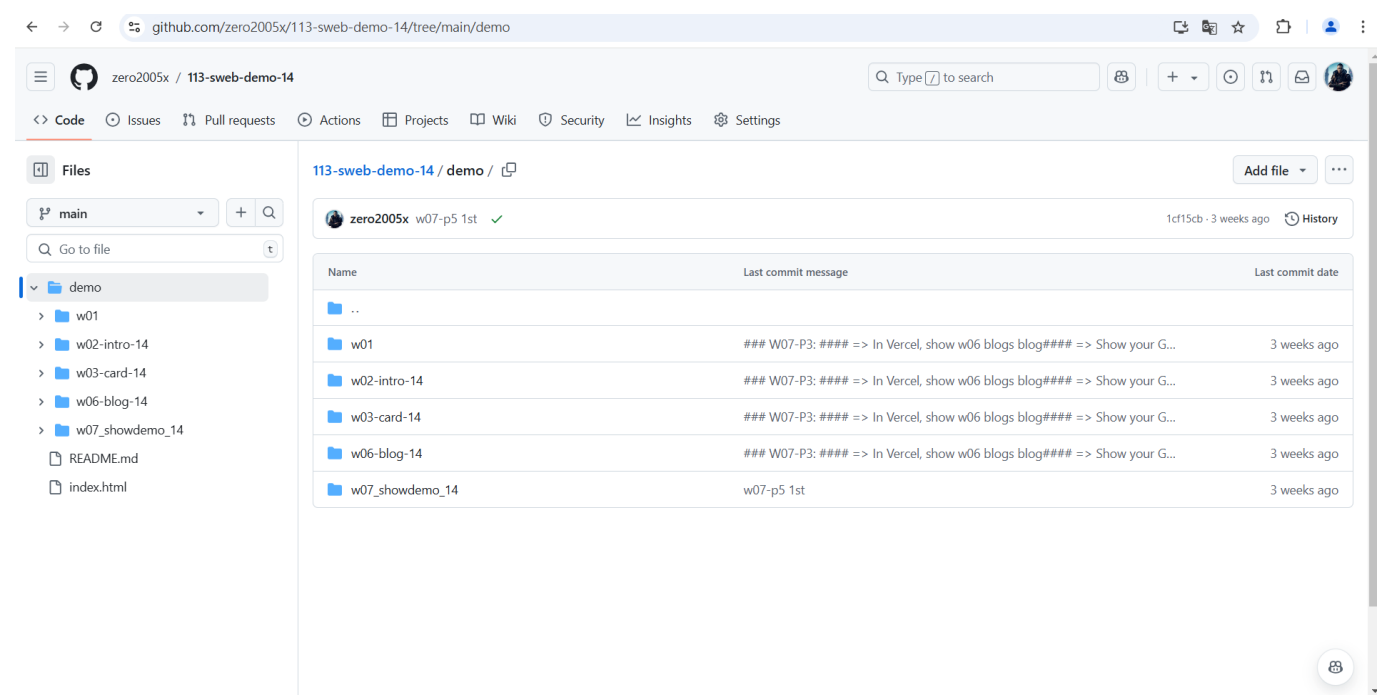 github.com/zero2005x/113-sweb-demo-14/tree/main/demo
zero2005x / 113-sweb-demo-14
Type / to search
Code Issues Pull requests Actions Projects Wiki Security Insights Settings
Files
113-sweb-demo-14 / demo /
Add file
main
Go to file
t
zero2005x w07-p5 1st
1cf15cb · 3 weeks ago
History
demo
w01
w02-intro-14
w03-card-14
w06-blog-14
w07_showdemo_14
README.md
index.html
Name Last commit message Last commit date
..
w01 ### W07-P3: #### => In Vercel, show w06 blogs blog#### => Show your G... 3 weeks ago
w02-intro-14 ### W07-P3: #### => In Vercel, show w06 blogs blog#### => Show your G... 3 weeks ago
w03-card-14 ### W07-P3: #### => In Vercel, show w06 blogs blog#### => Show your G... 3 weeks ago
w06-blog-14 ### W07-P3: #### => In Vercel, show w06 blogs blog#### => Show your G... 3 weeks ago
w07_showdemo_14 w07-p5 1st 3 weeks ago